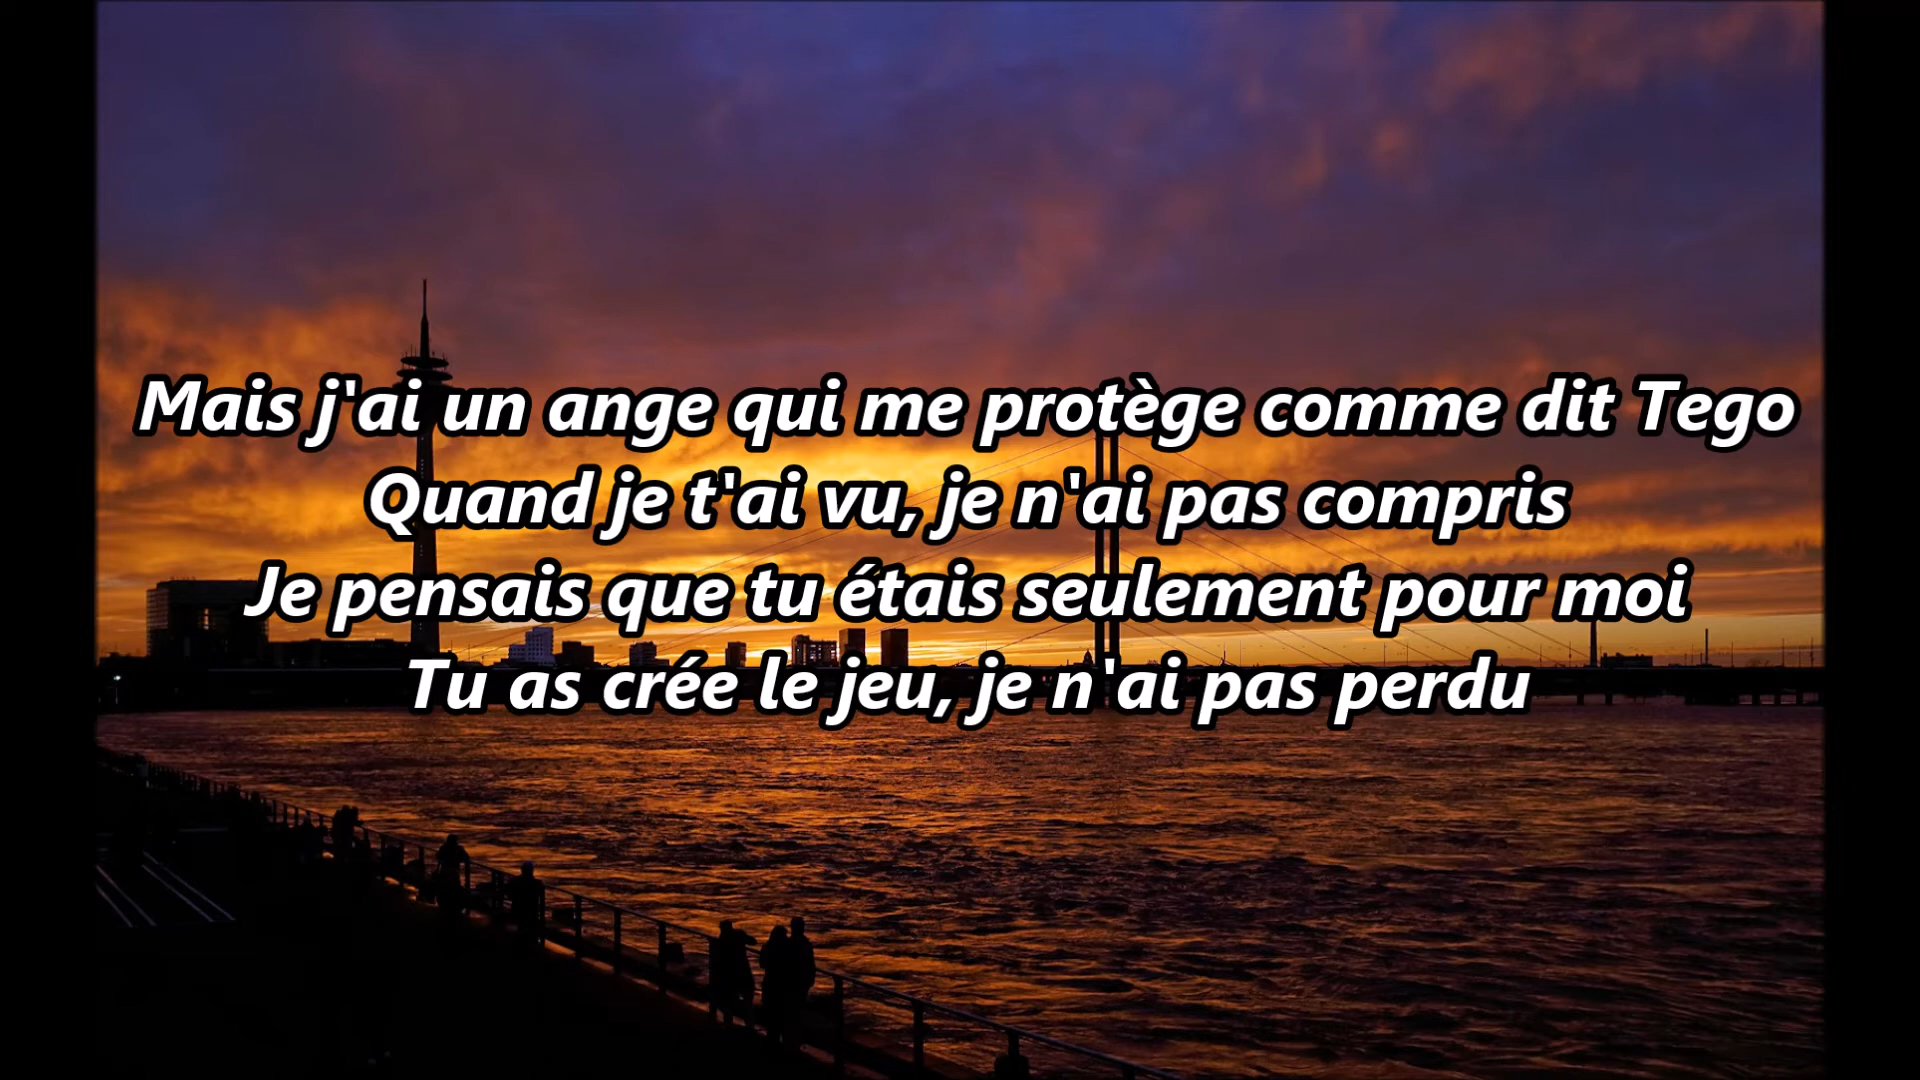 Mais j'ai un ange qui me protège comme dit Tego
Quand je t'ai vu, je n'ai pas compris
Je pensais que tu étais seulement pour moi
Tu as crée le jeu, je n'ai pas perdu